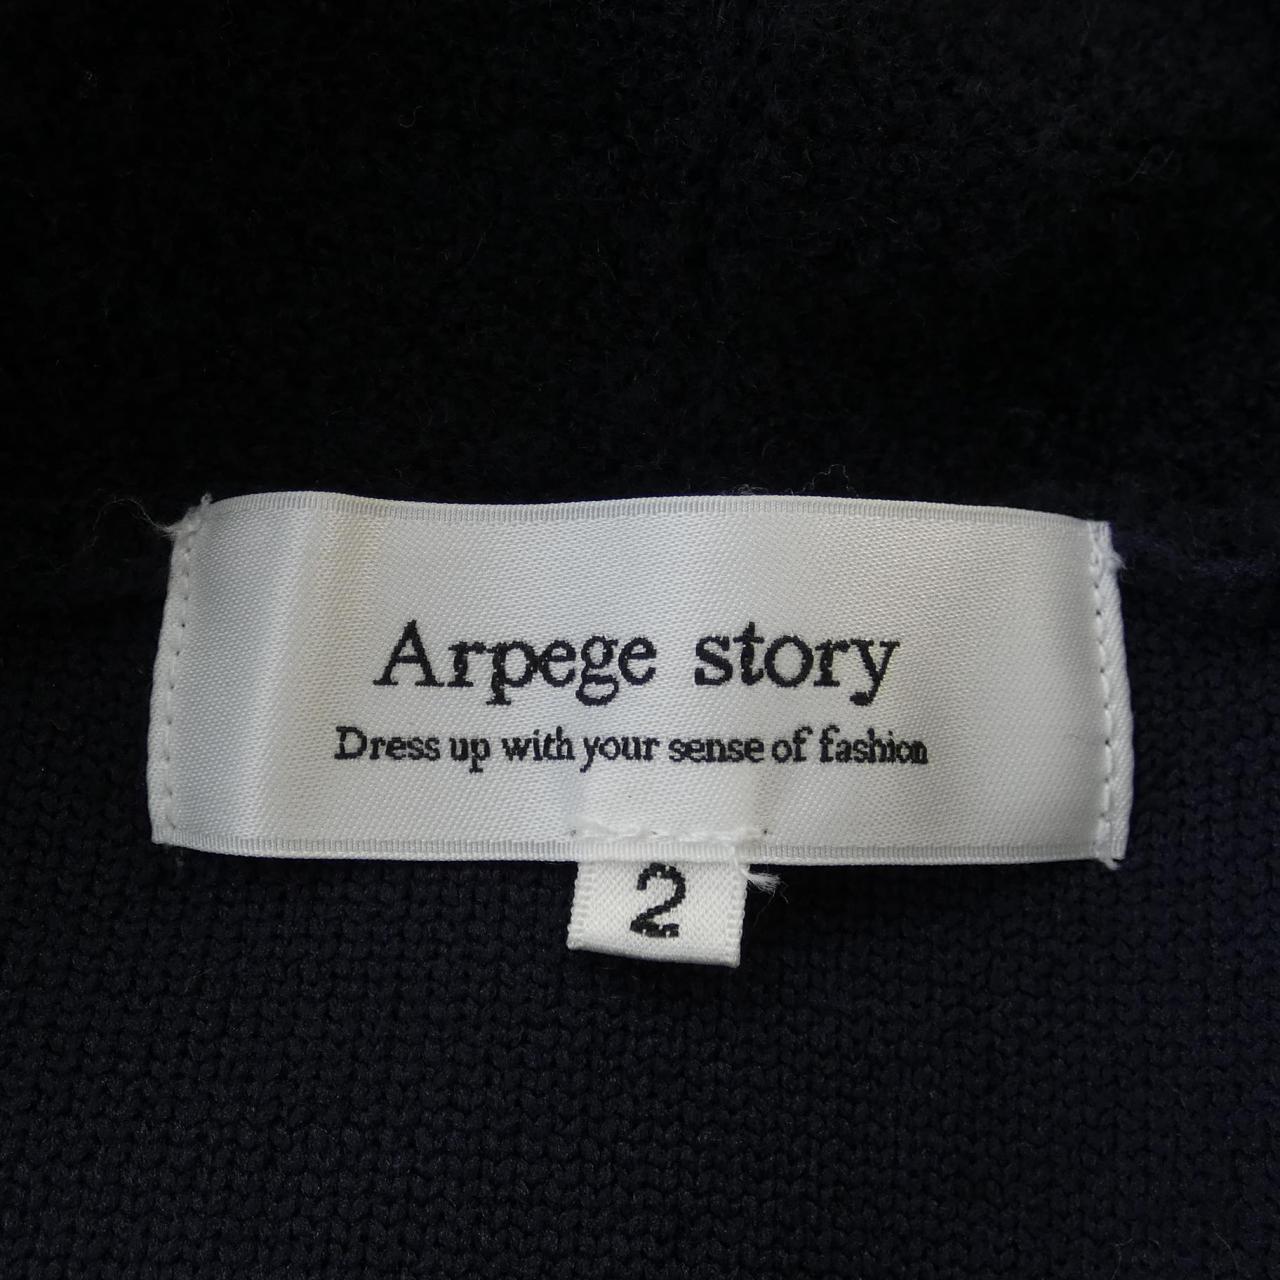 Arpege story
Dress up with your sense of fashion
2